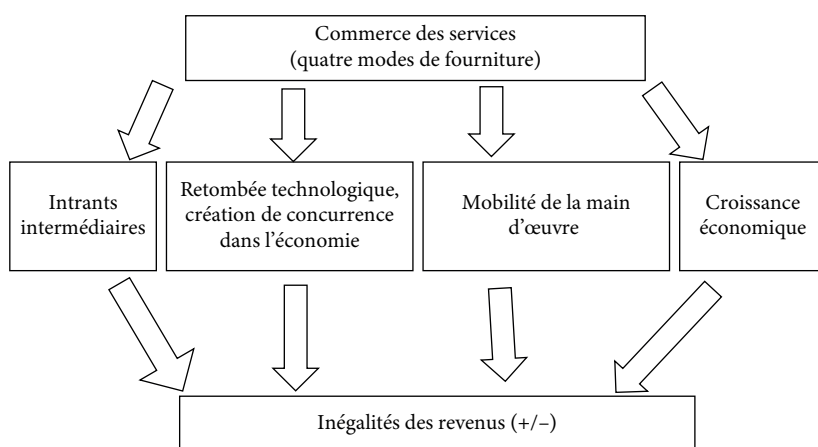 Commerce des services
(quatre modes de fourniture)
Intrants
intermédiaires
Retombée technologique,
création de concurrence
dans l'économie
Mobilité de la main
d'œuvre
Croissance
économique
Inégalités des revenus (+/–)